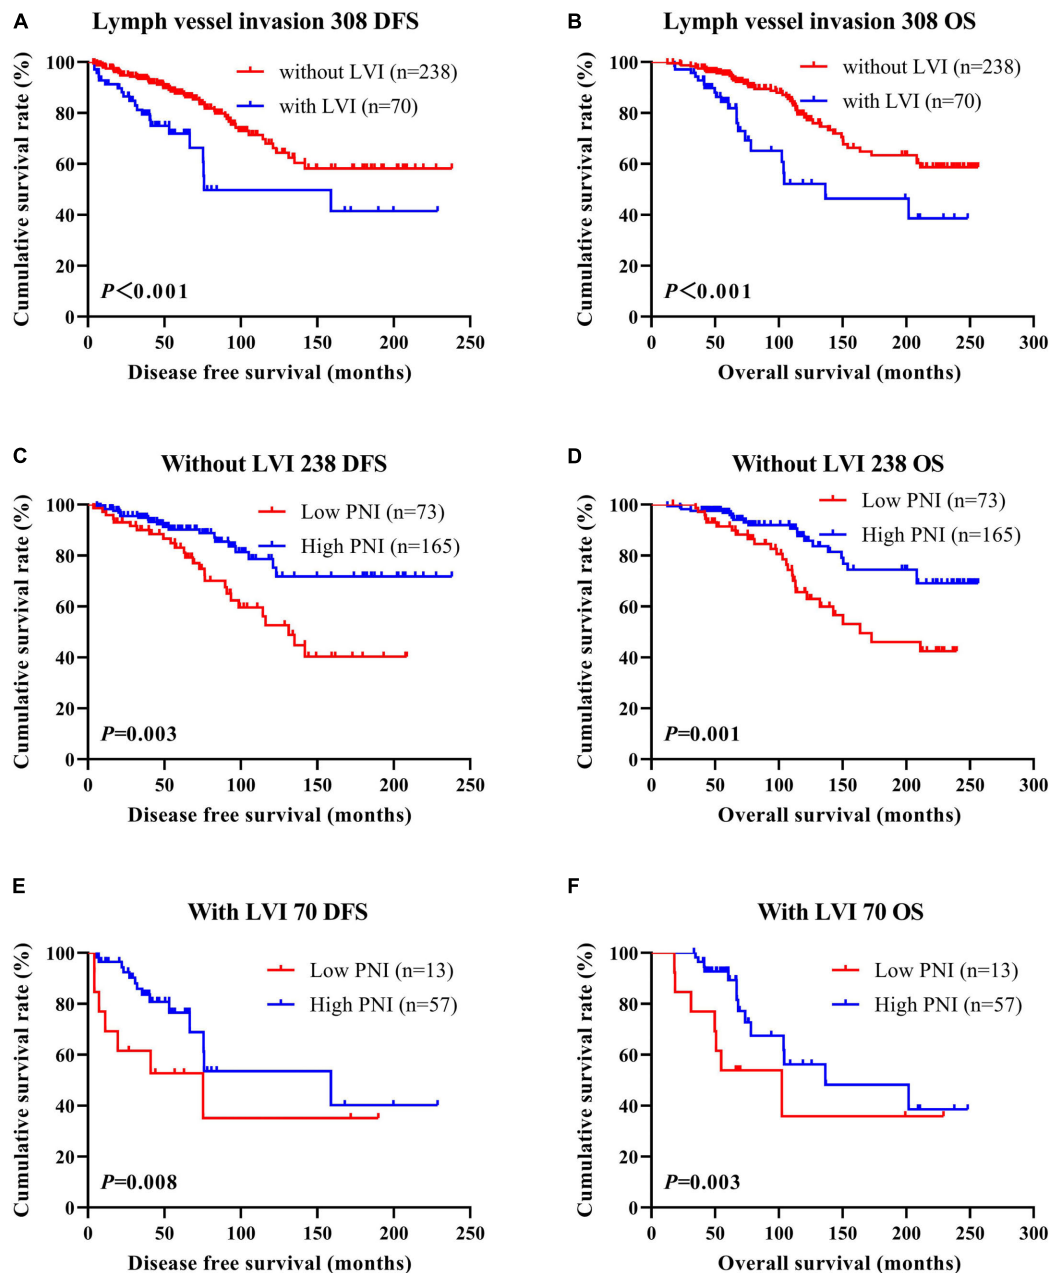 A
Lymph vessel invasion 308 DFS
Cumulative survival rate (%)
100
80
60
40
20
0
without LVI (n=238)
with LVI (n=70)
P<0.001
0 50 100 150 200 250
Disease free survival (months)
B
Lymph vessel invasion 308 OS
Cumulative survival rate (%)
100
80
60
40
20
0
without LVI (n=238)
with LVI (n=70)
P<0.001
0 50 100 150 200 250 300
Overall survival (months)
C
Without LVI 238 DFS
Cumulative survival rate (%)
100
80
60
40
20
0
Low PNI (n=73)
High PNI (n=165)
P=0.003
0 50 100 150 200 250
Disease free survival (months)
D
Without LVI 238 OS
Cumulative survival rate (%)
100
80
60
40
20
0
Low PNI (n=73)
High PNI (n=165)
P=0.001
0 50 100 150 200 250 300
Overall survival (months)
E
With LVI 70 DFS
Cumulative survival rate (%)
100
80
60
40
20
0
Low PNI (n=13)
High PNI (n=57)
P=0.008
0 50 100 150 200 250
Disease free survival (months)
F
With LVI 70 OS
Cumulative survival rate (%)
100
80
60
40
20
0
Low PNI (n=13)
High PNI (n=57)
P=0.003
0 50 100 150 200 250 300
Overall survival (months)